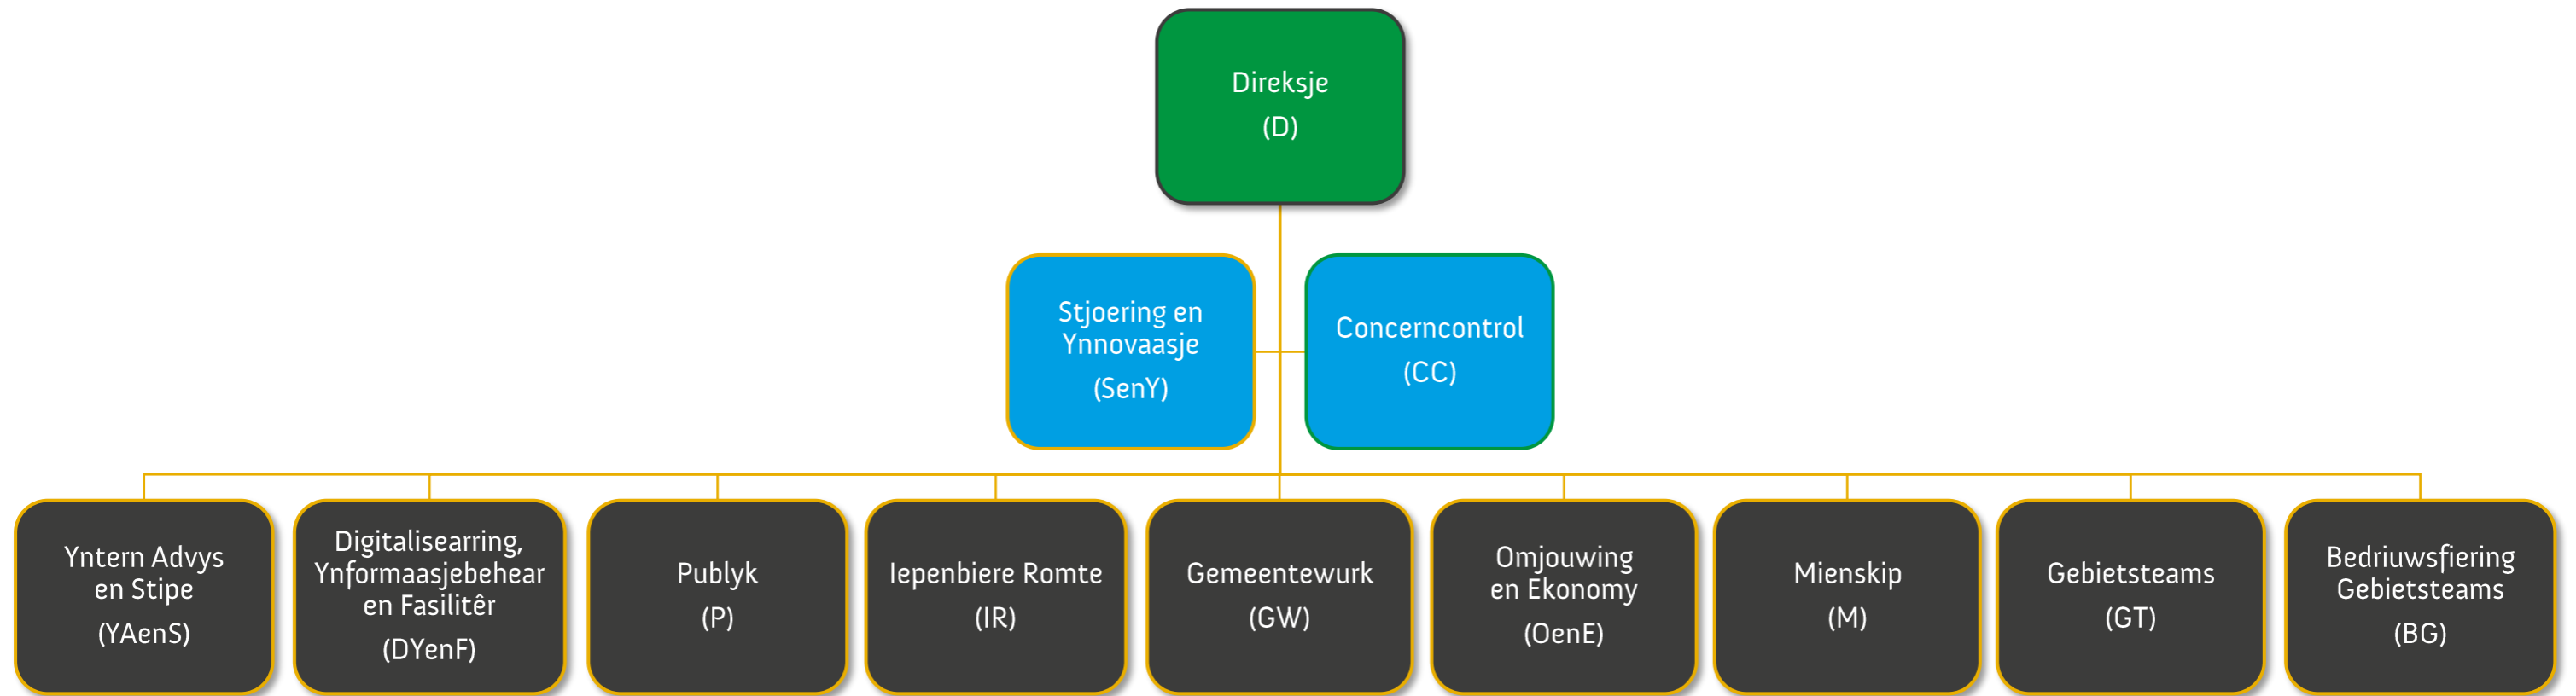 Direksje
(D)
Stjoering en
Ynnovaasje
(SenY)
Concerncontrol
(CC)
Yntern Advys
en Stipe
(YAenS)
Digitalisearring,
Ynformaasjebehear
en Fasilitêr
(DYenF)
Publyk
(P)
Iepenbiere Romte
(IR)
Gemeentewurk
(GW)
Omjouwing
en Ekonomy
(OenE)
Mienskip
(M)
Gebietsteams
(GT)
Bedriuwsfiering
Gebietsteams
(BG)